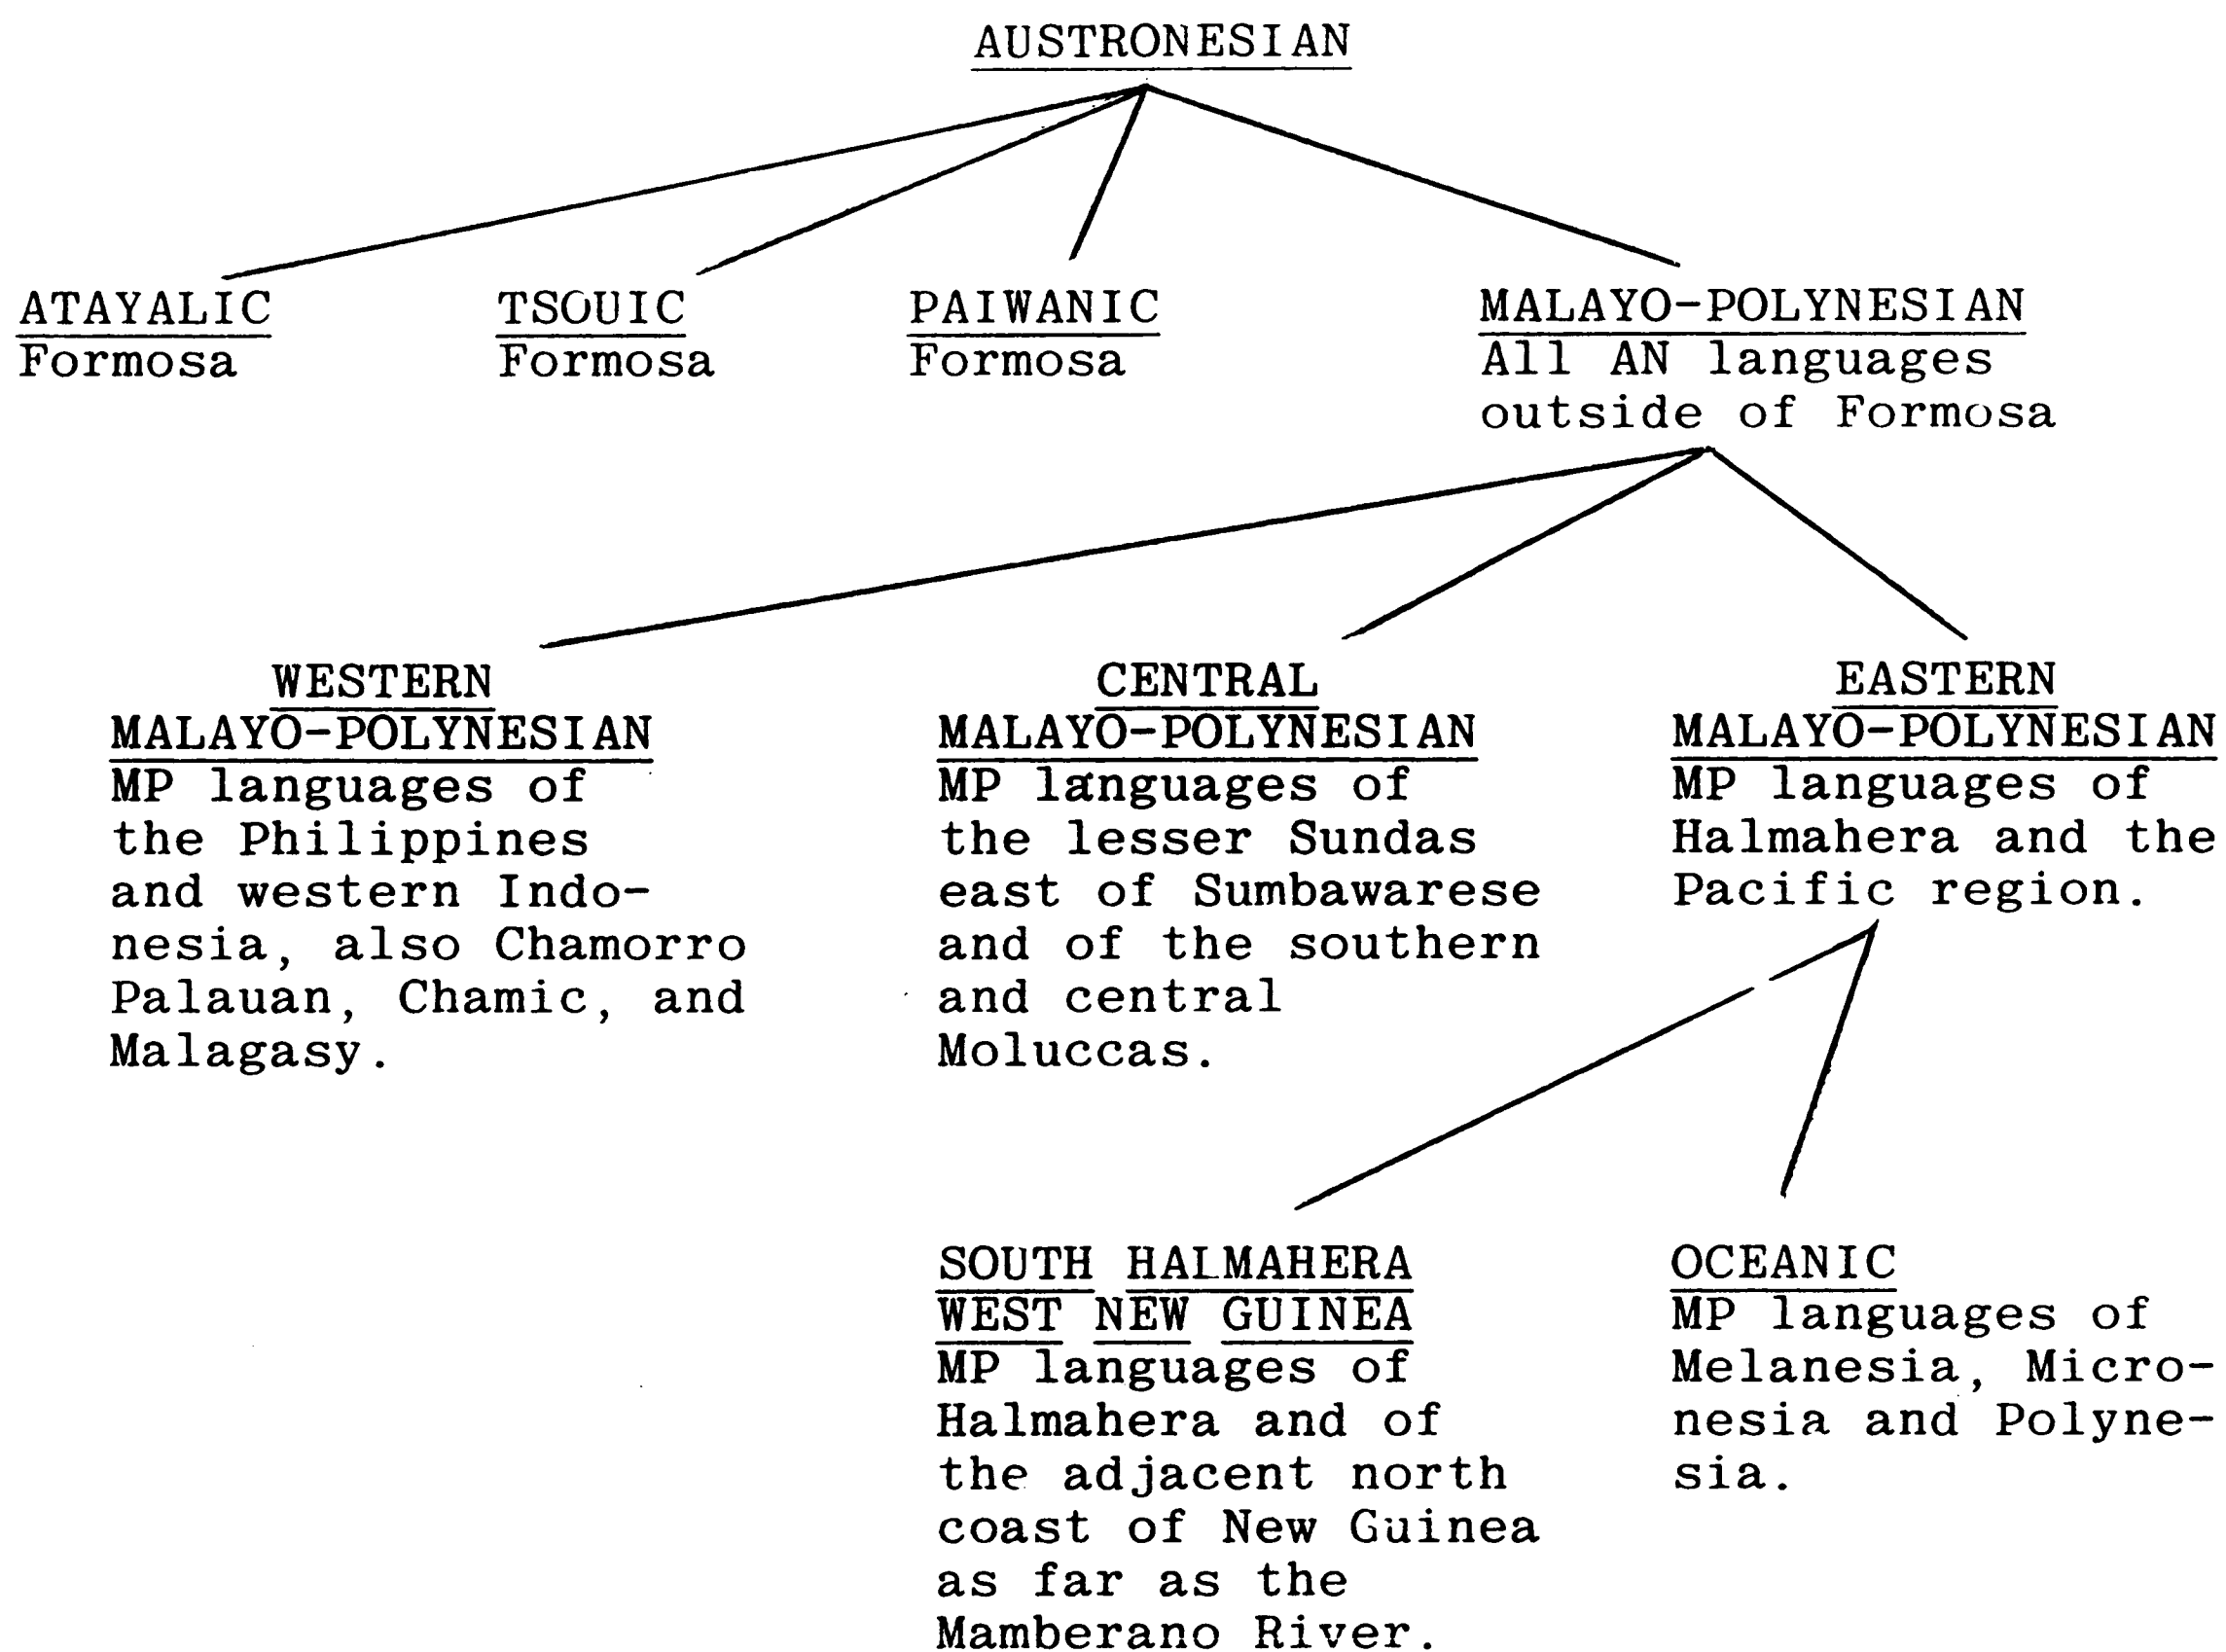 AUSTRONESIAN
ATAYALIC
Formosa
TSOUIC
Formosa
PAIWANIC
Formosa
MALAYO-POLYNESIAN
All AN languages
outside of Formosa
WESTERN
MALAYO-POLYNESIAN
MP languages of
the Philippines
and western Indo-
nesia, also Chamorro
Palauan, Chamic, and
Malagasy.
CENTRAL
MALAYO-POLYNESIAN
MP languages of
the lesser Sundas
east of Sumbawarese
and of the southern
and central
Moluccas.
EASTERN
MALAYO-POLYNESIAN
MP languages of
Halmahera and the
Pacific region.
SOUTH HALMAHERA
WEST NEW GUINEA
MP languages of
Halmahera and of
the adjacent north
coast of New Guinea
as far as the
Mamberano River.
OCEANIC
MP languages of
Melanesia, Micro-
nesia and Polyne-
sia.